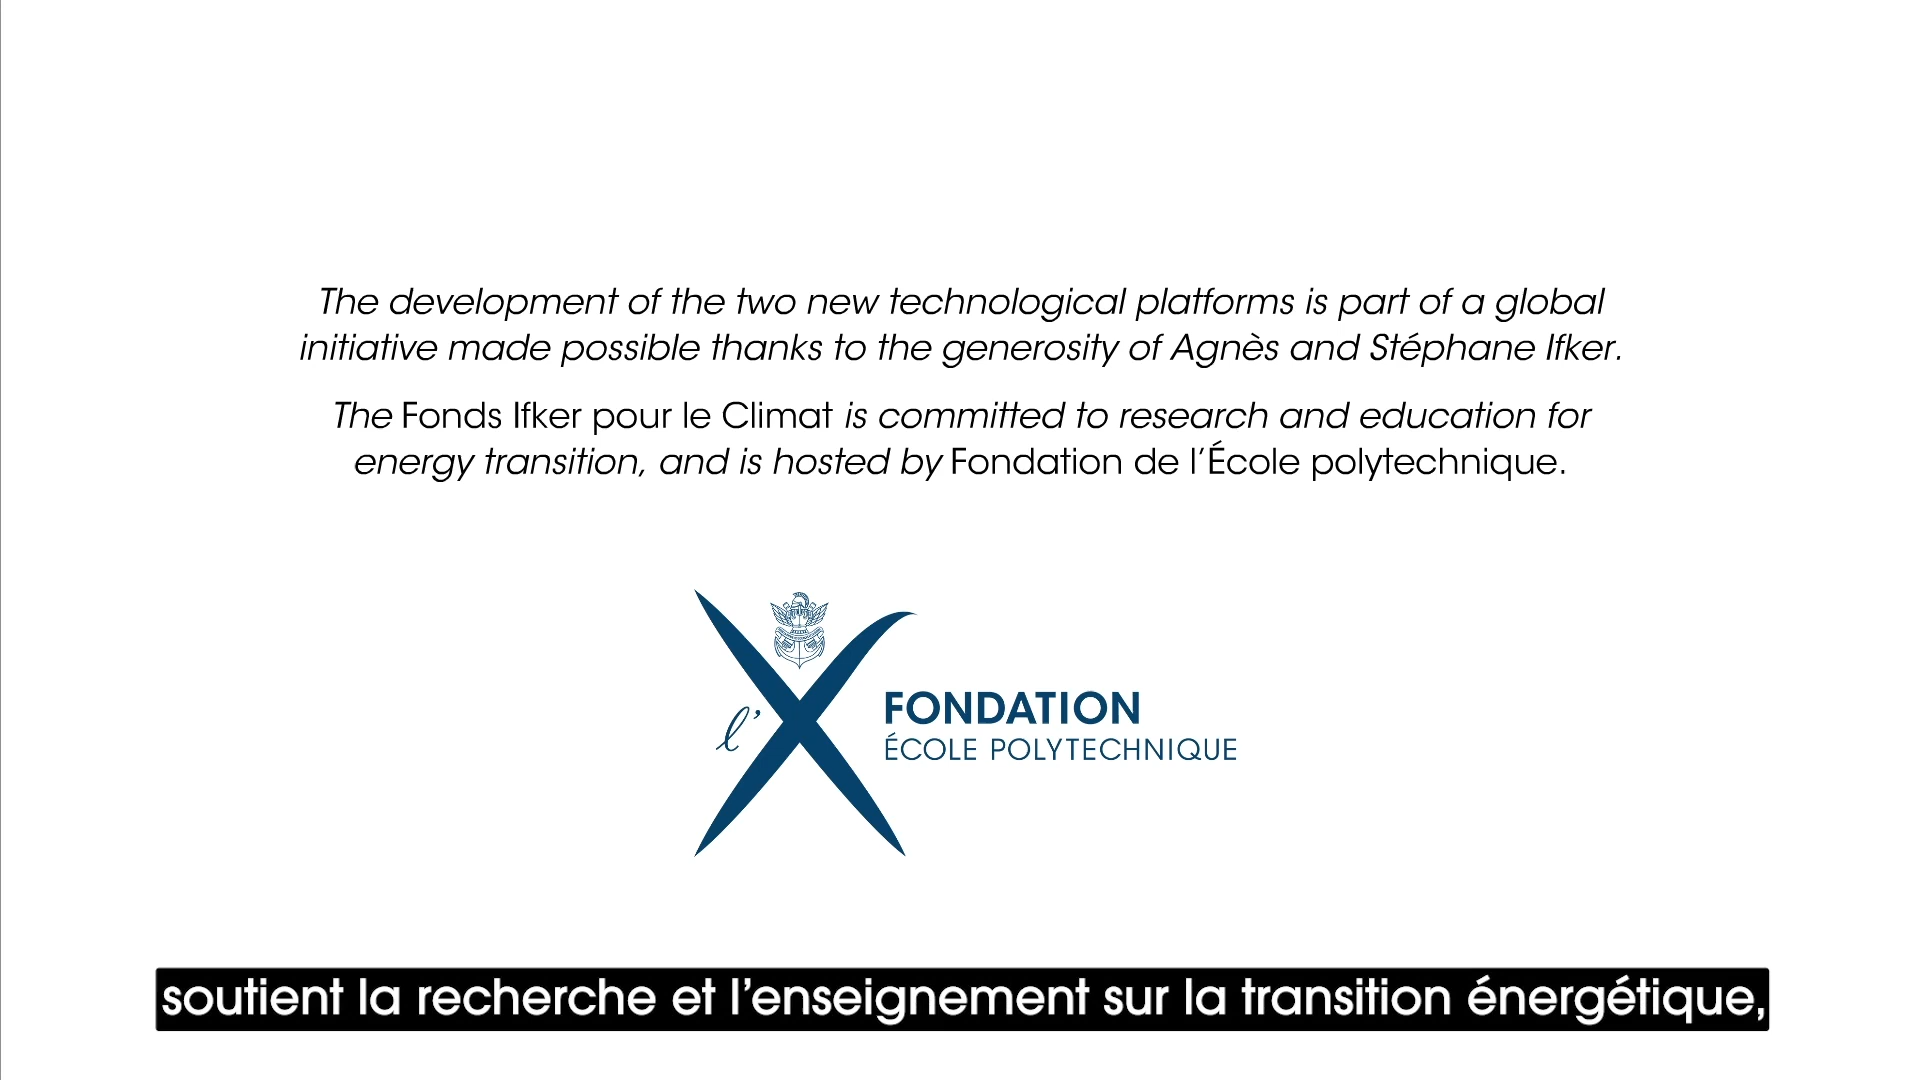 The development of the two new technological platforms is part of a global
initiative made possible thanks to the generosity of Agnès and Stéphane Ifker.
The Fonds Ifker pour le Climat is committed to research and education for
energy transition, and is hosted by Fondation de l’École polytechnique.
l’X
FONDATION
ÉCOLE POLYTECHNIQUE
soutient la recherche et l’enseignement sur la transition énergétique,